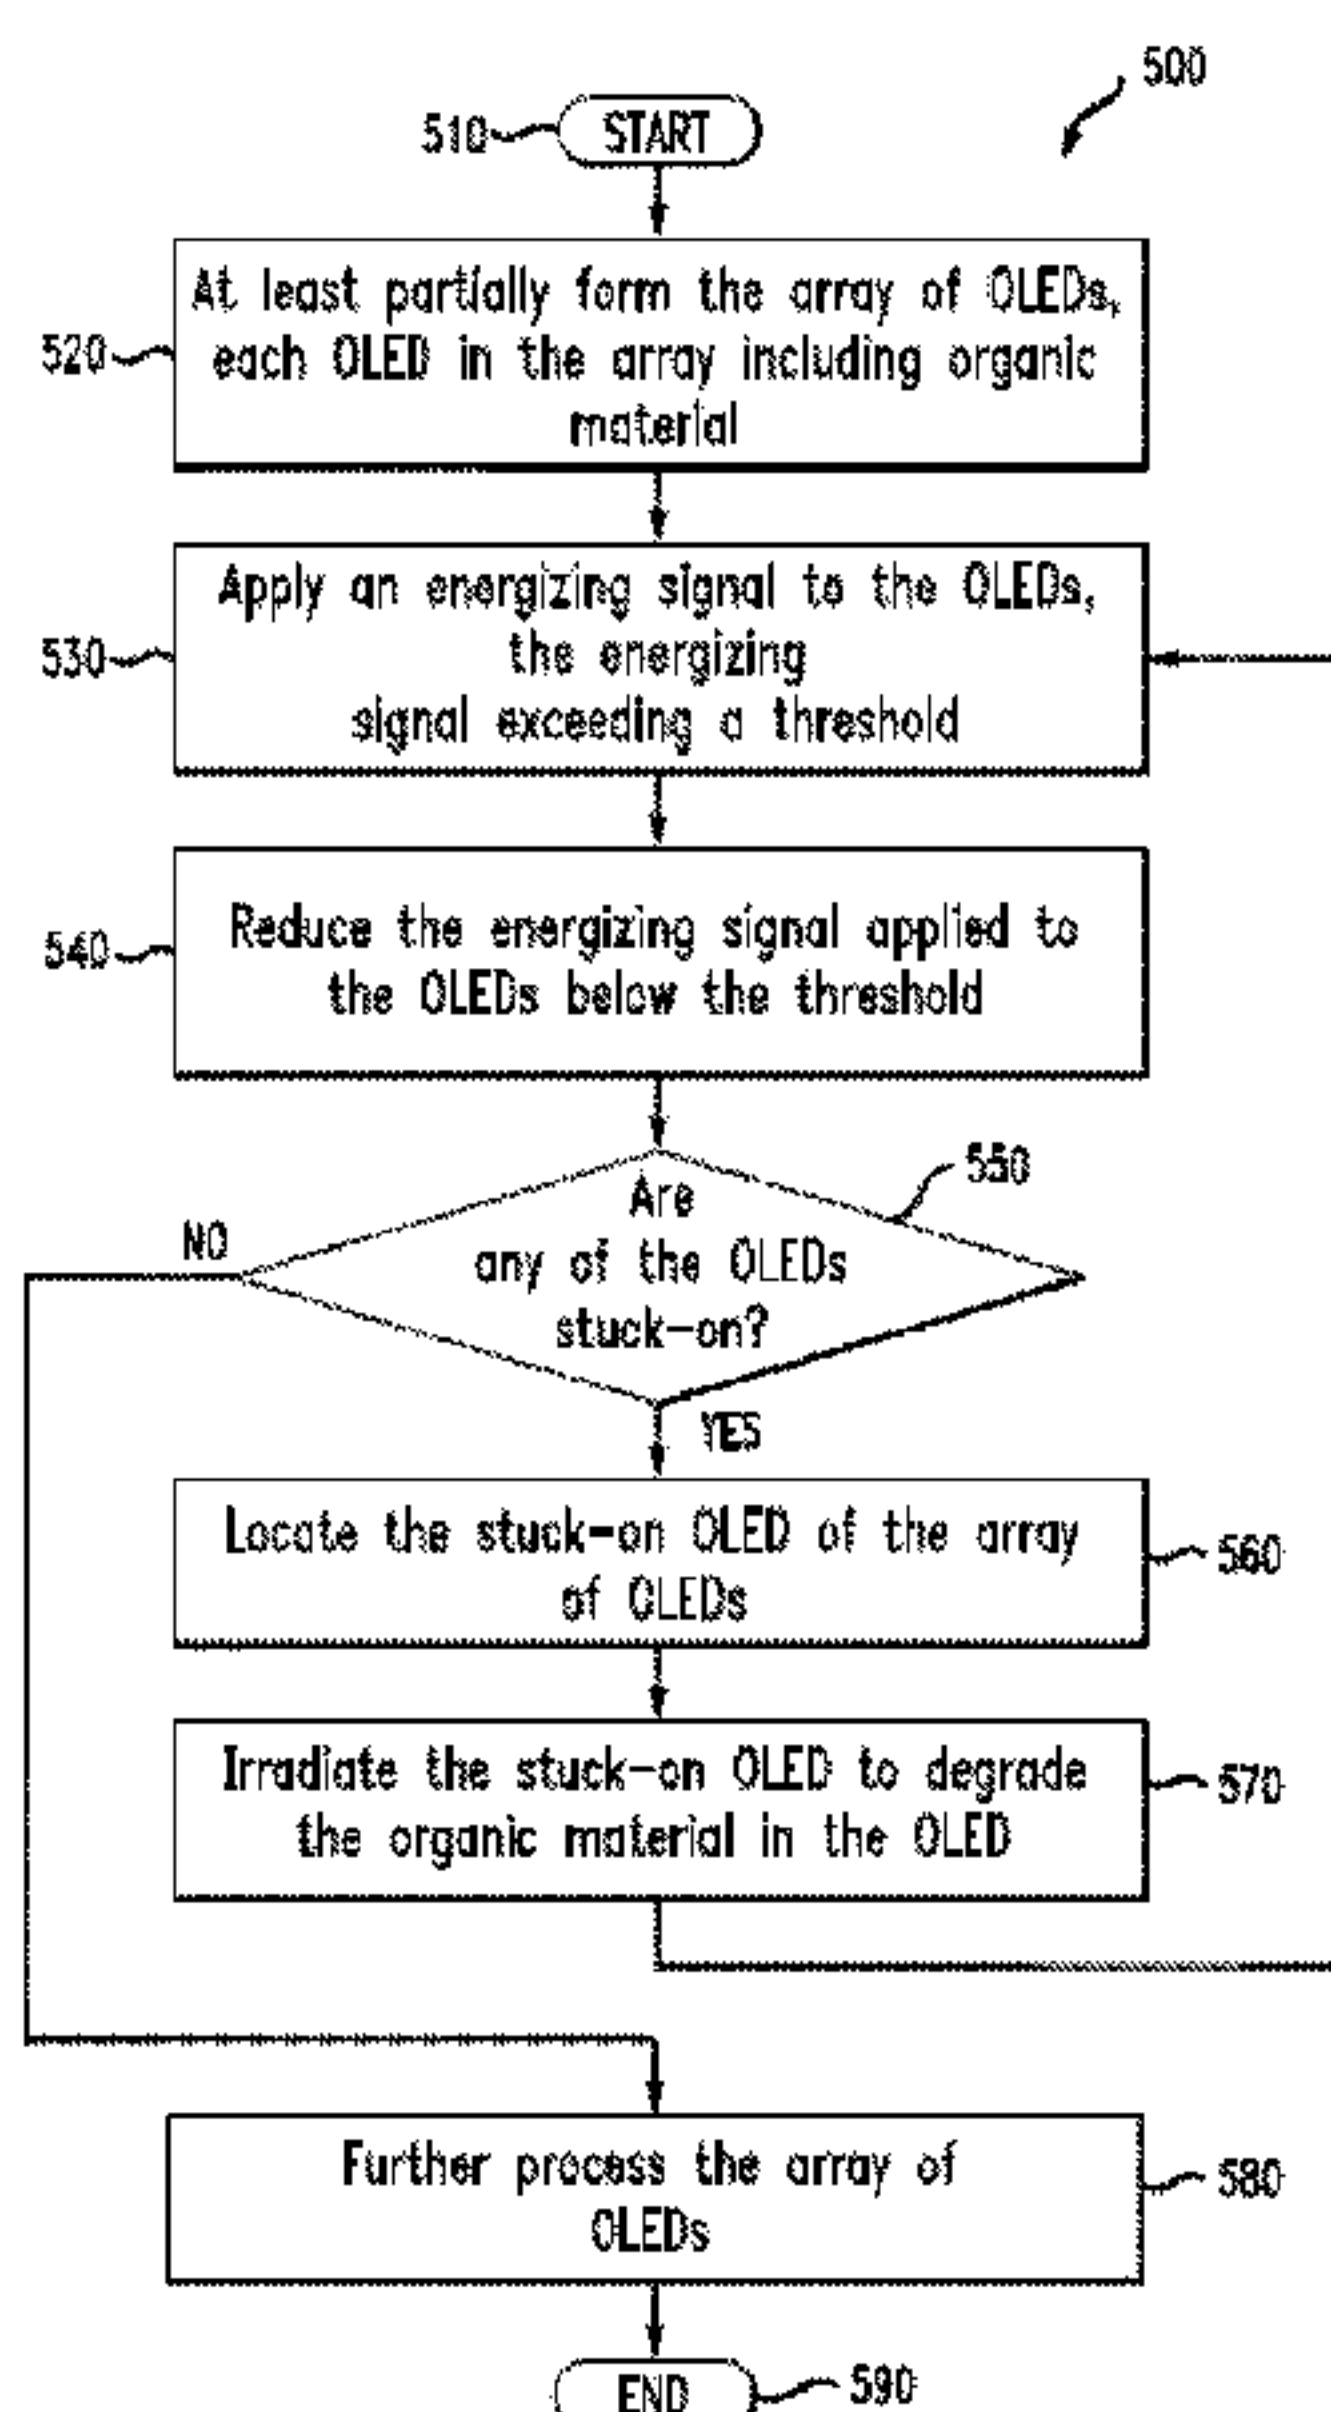 500
510
START
At least partially form the array of OLEDs,
each OLED in the array including organic
material
520
Apply an energizing signal to the OLEDs,
the energizing
signal exceeding a threshold
530
Reduce the energizing signal applied to
the OLEDs below the threshold
540
550
Are
any of the OLEDs
stuck-on?
NO
YES
Locate the stuck-on OLED of the array
of OLEDs
560
Irradiate the stuck-on OLED to degrade
the organic material in the OLED
570
Further process the array of
OLEDs
580
END
590